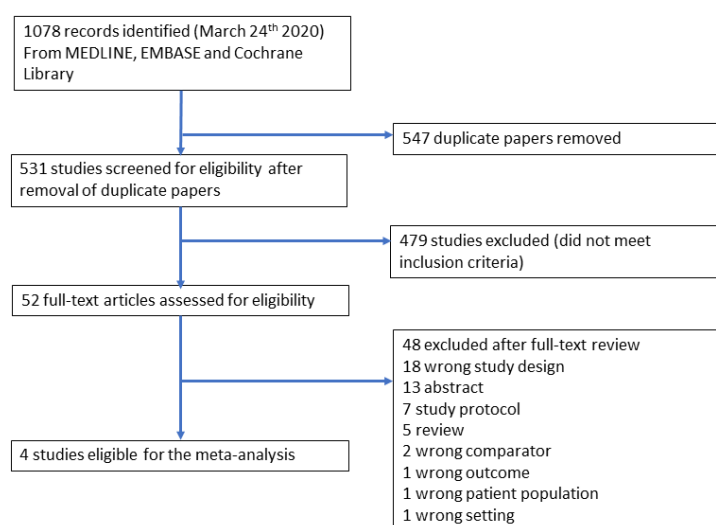 1078 records identified (March 24th 2020)
From MEDLINE, EMBASE and Cochrane
Library
547 duplicate papers removed
531 studies screened for eligibility after
removal of duplicate papers
479 studies excluded (did not meet
inclusion criteria)
52 full-text articles assessed for eligibility
48 excluded after full-text review
18 wrong study design
13 abstract
7 study protocol
5 review
2 wrong comparator
1 wrong outcome
1 wrong patient population
1 wrong setting
4 studies eligible for the meta-analysis